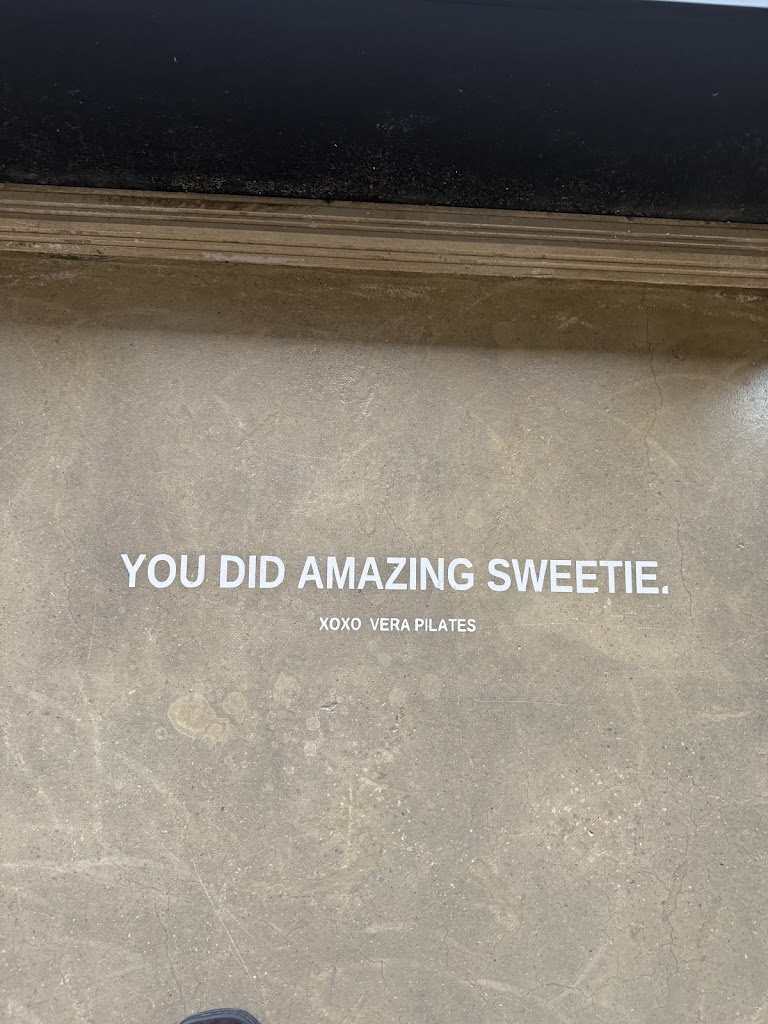 YOU DID AMAZING SWEETIE.
XOXO VERA PILATES